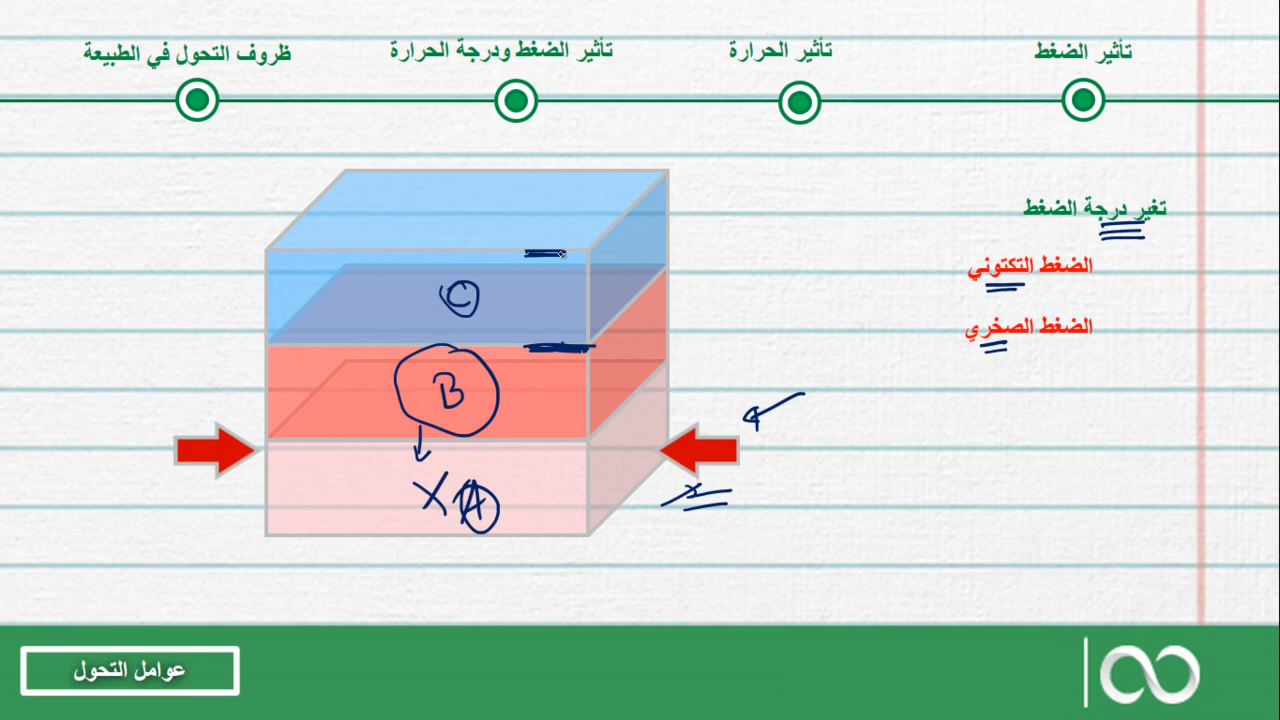 تأثير الضغط
تأثير الحرارة
تأثير الضغط ودرجة الحرارة
ظروف التحول في الطبيعة
تغير درجة الضغط
الضغط التكتوني
الضغط الصخري
C
B
X A
عوامل التحول